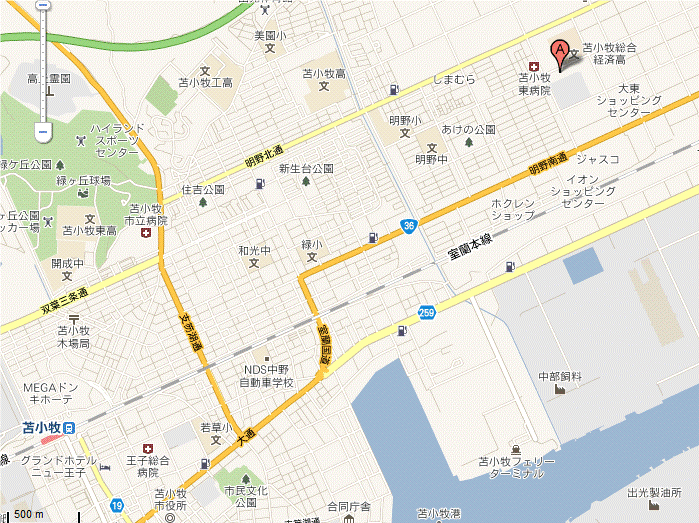 美園小
苫小牧工高
苫小牧高
しまむら
苫小牧
東病院
A
苫小牧総合
経済高
大東
ショッピング
センター
ハイランド
スポーツ
センター
明野小
あけの公園
明野中
明野北通
明野南通
ジャスコ
新生台公園
緑ケ丘公園
緑ヶ丘球場
住吉公園
イオン
ショッピング
センター
ホクレン
ショップ
苫小牧
市立病院
苫小牧東高
36
室蘭本線
和光中
緑小
開成中
双葉三条通
支笏湖通
室蘭国道
259
苫小牧
木場局
NDS中野
自動車学校
MEGAドン
キホーテ
中部飼料
苫小牧
若草小
大通
グランドホテル
ニュー王子
王子総合
病院
苫小牧フェリー
ターミナル
市民文化
公園
19
苫小牧
市役所
合同庁舎
苫小牧港
出光製油所
500 m